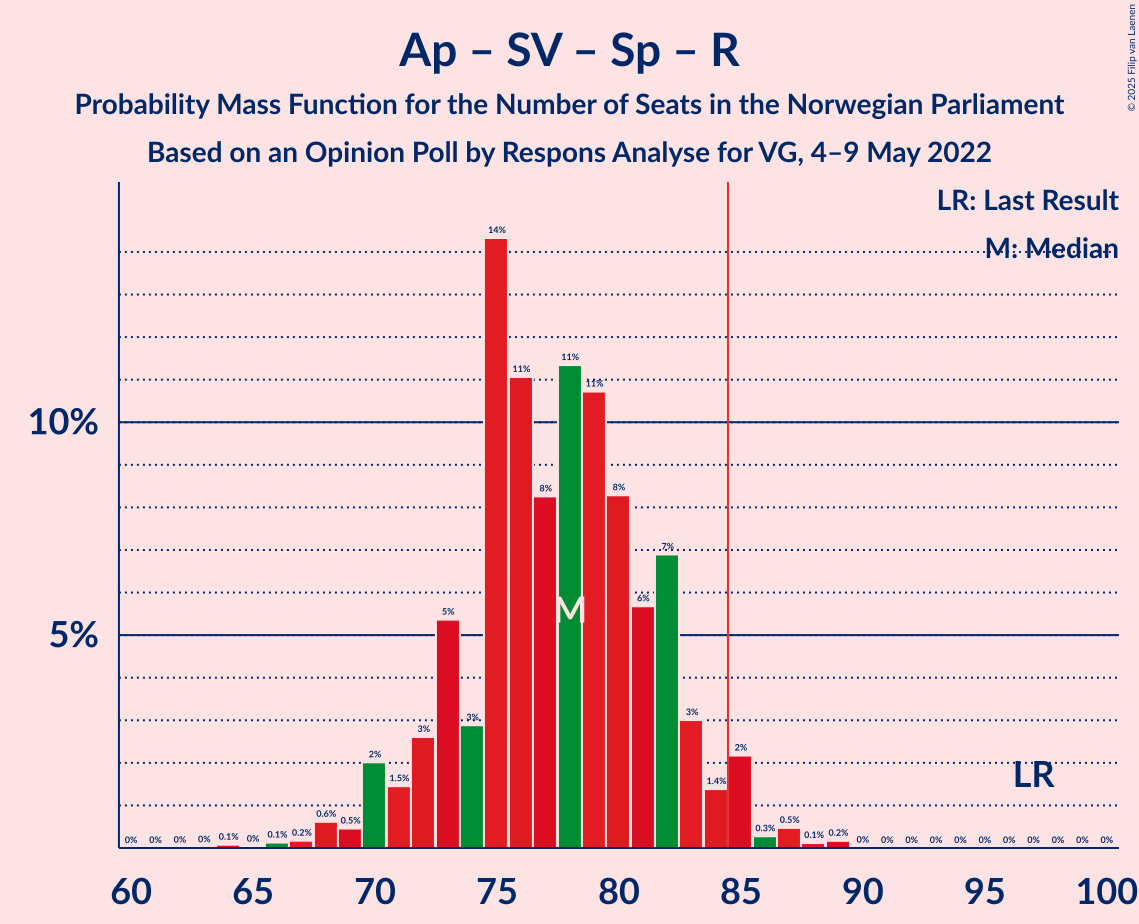 Ap – SV – Sp – R
Probability Mass Function for the Number of Seats in the Norwegian Parliament
Based on an Opinion Poll by Respons Analyse for VG, 4–9 May 2022
© 2025 Filip van Laenen
LR: Last Result
M: Median
10%
5%
0% 0% 0% 0% 0.1% 0% 0.1% 0.2% 0.6% 0.5% 2% 1.5% 3% 5% 3% 14% 11% 8% 11% 11% 8% 6% 7% 3% 1.4% 2% 0.3% 0.5% 0.1% 0.2% 0% 0% 0% 0% 0% 0% 0% 0% 0% 0% 0%
M
LR
60 65 70 75 80 85 90 95 100